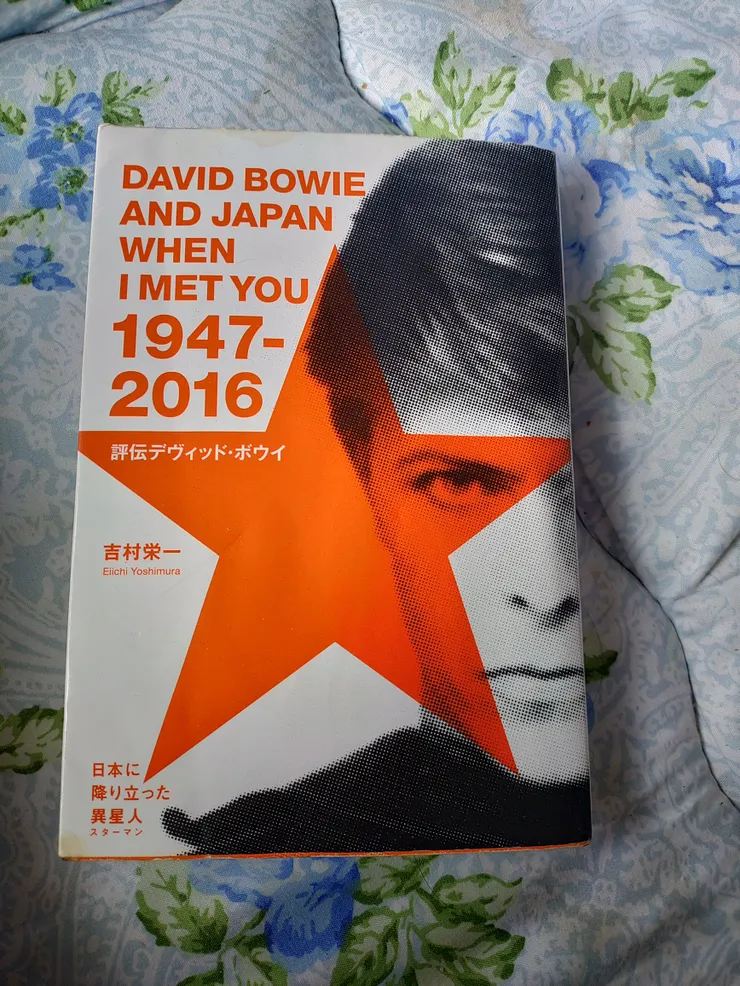 DAVID BOWIE
AND JAPAN
WHEN
I MET YOU
1947-
2016
評伝デヴィッド・ボウイ
吉村栄一
Eiichi Yoshimura
日本に
降り立った
異星人
スターマン